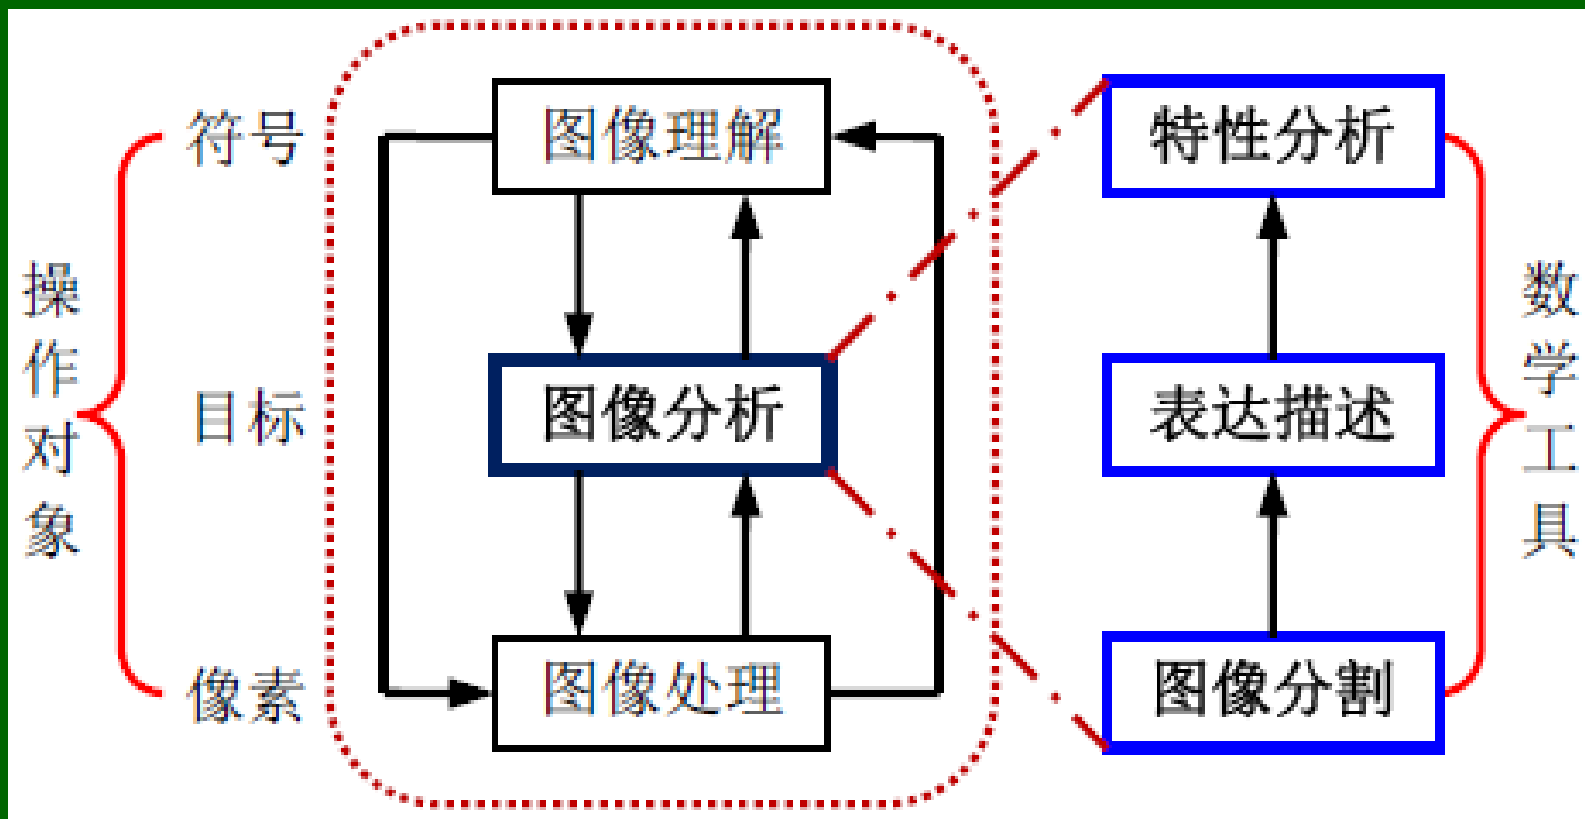 操作对象
符号
目标
像素
图像理解
图像分析
图像处理
特性分析
表达描述
图像分割
数学工具